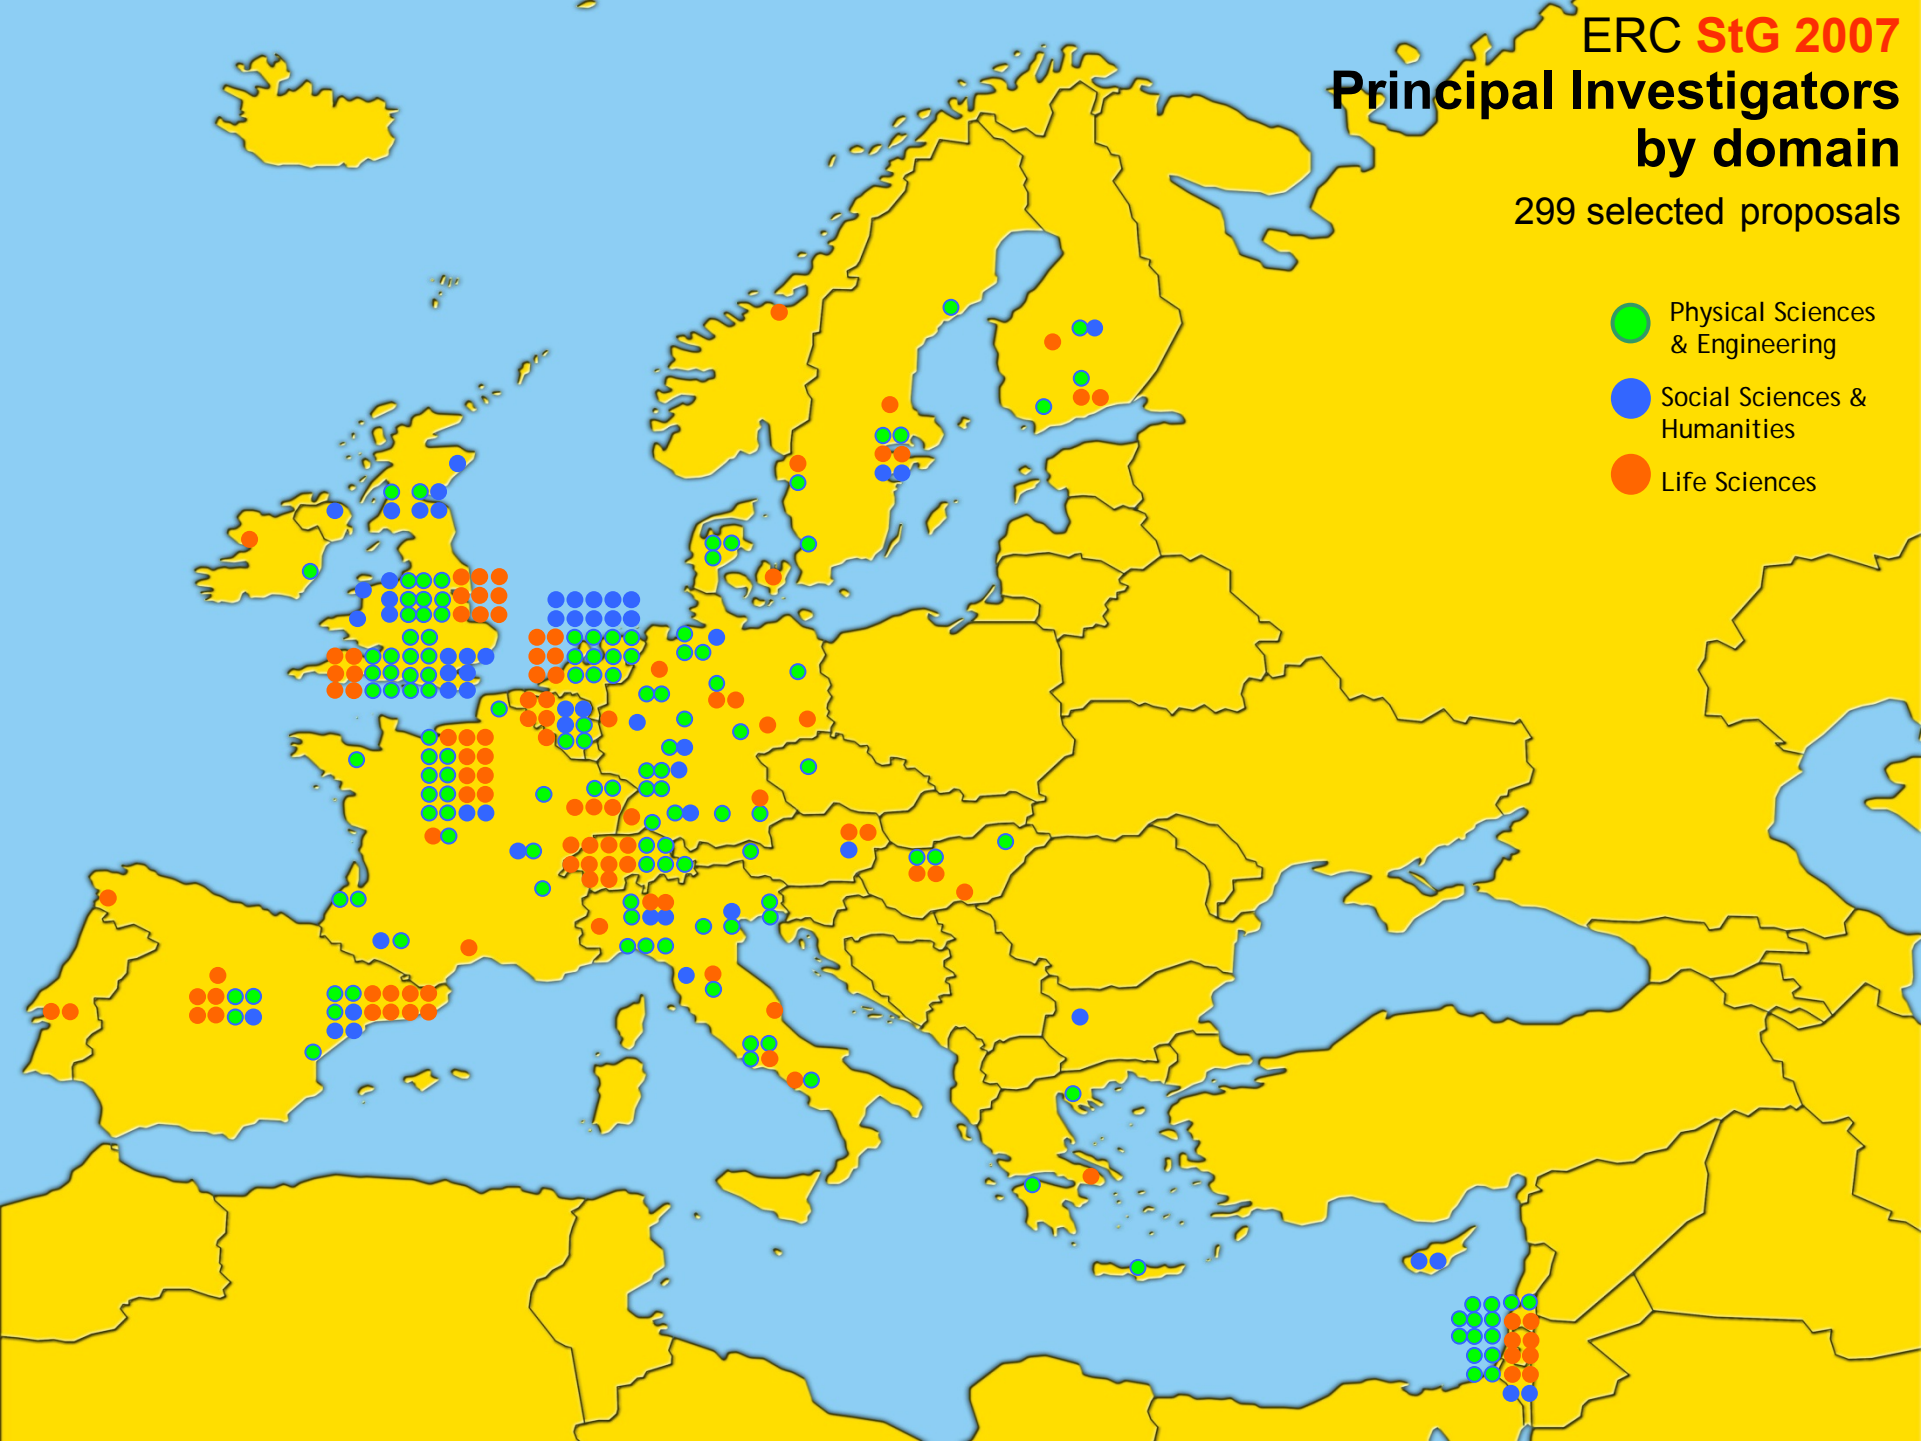 ERC StG 2007
Principal Investigators
by domain
299 selected proposals
Physical Sciences
& Engineering
Social Sciences &
Humanities
Life Sciences